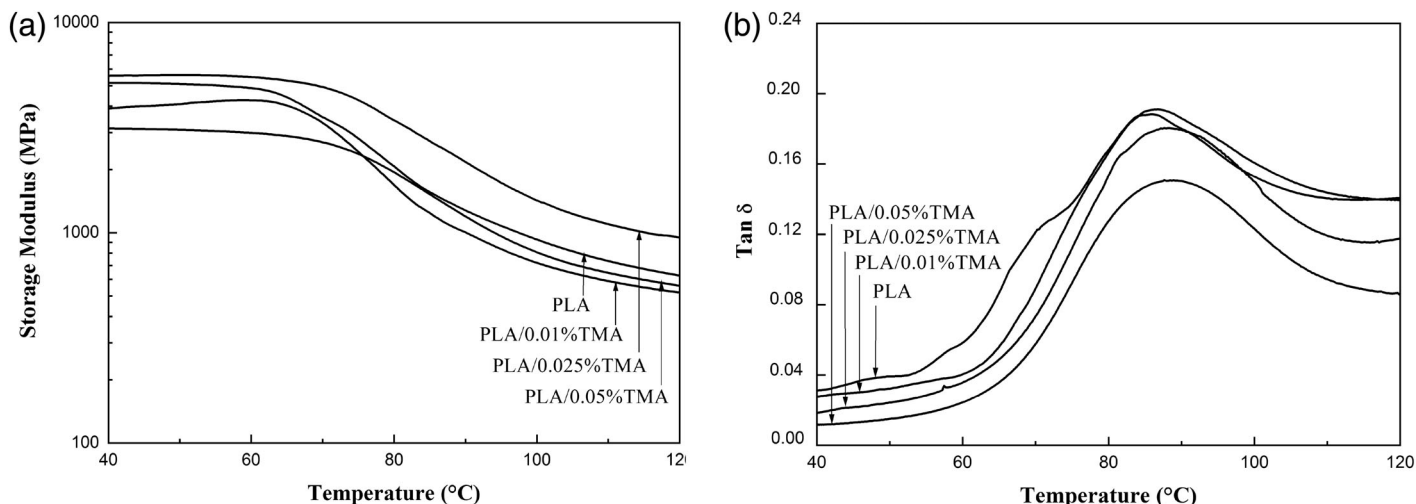 (a)
10000
1000
100
Storage Modulus (MPa)
PLA
PLA/0.01%TMA
PLA/0.025%TMA
PLA/0.05%TMA
40 60 80 100 120
Temperature (°C)
(b)
0.24
0.20
0.16
0.12
0.08
0.04
0.00
Tan δ
PLA/0.05%TMA
PLA/0.025%TMA
PLA/0.01%TMA
PLA
40 60 80 100 120
Temperature (°C)